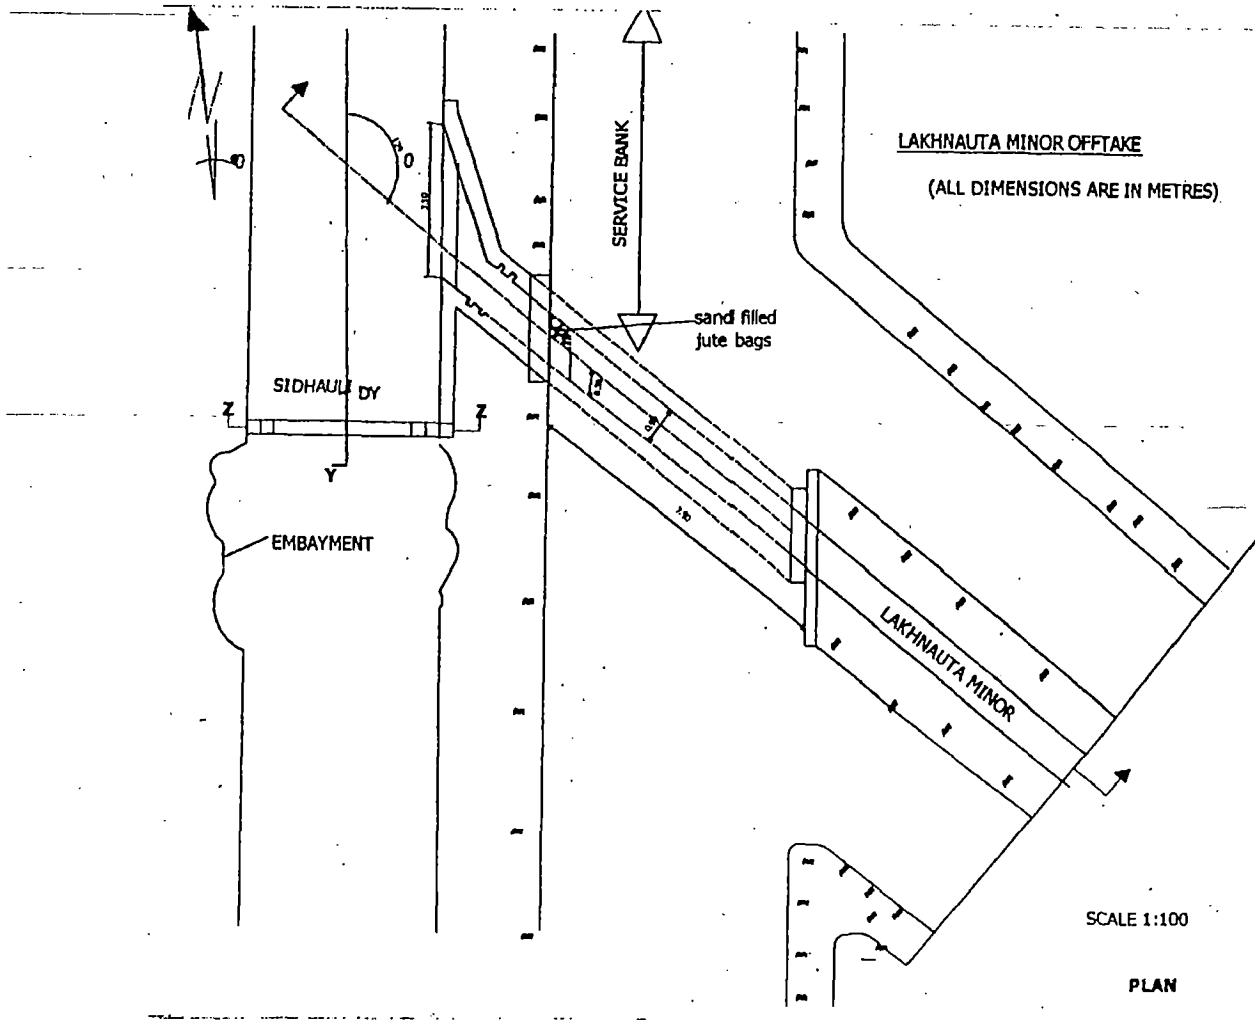 N
LAKHNAUTA MINOR OFFTAKE
(ALL DIMENSIONS ARE IN METRES)
SERVICE BANK
sand filled
jute bags
SIDHAULI DY
Z
Z
Y
EMBAYMENT
LAKHNAUTA MINOR
SCALE 1:100
PLAN